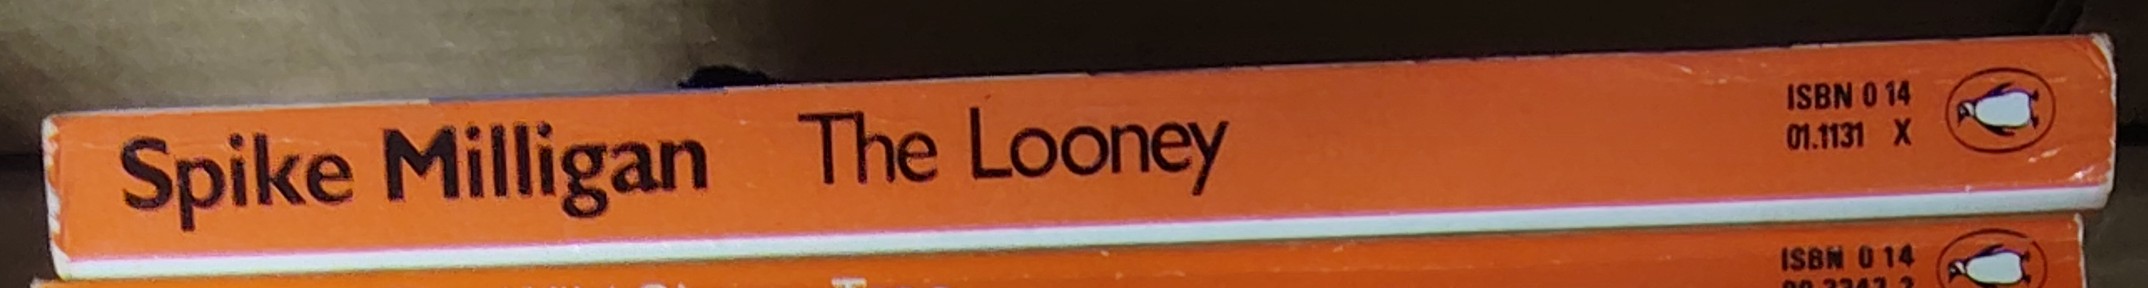 Spike Milligan The Looney
ISBN 0 14
01.1131 X
ISBN 0 14